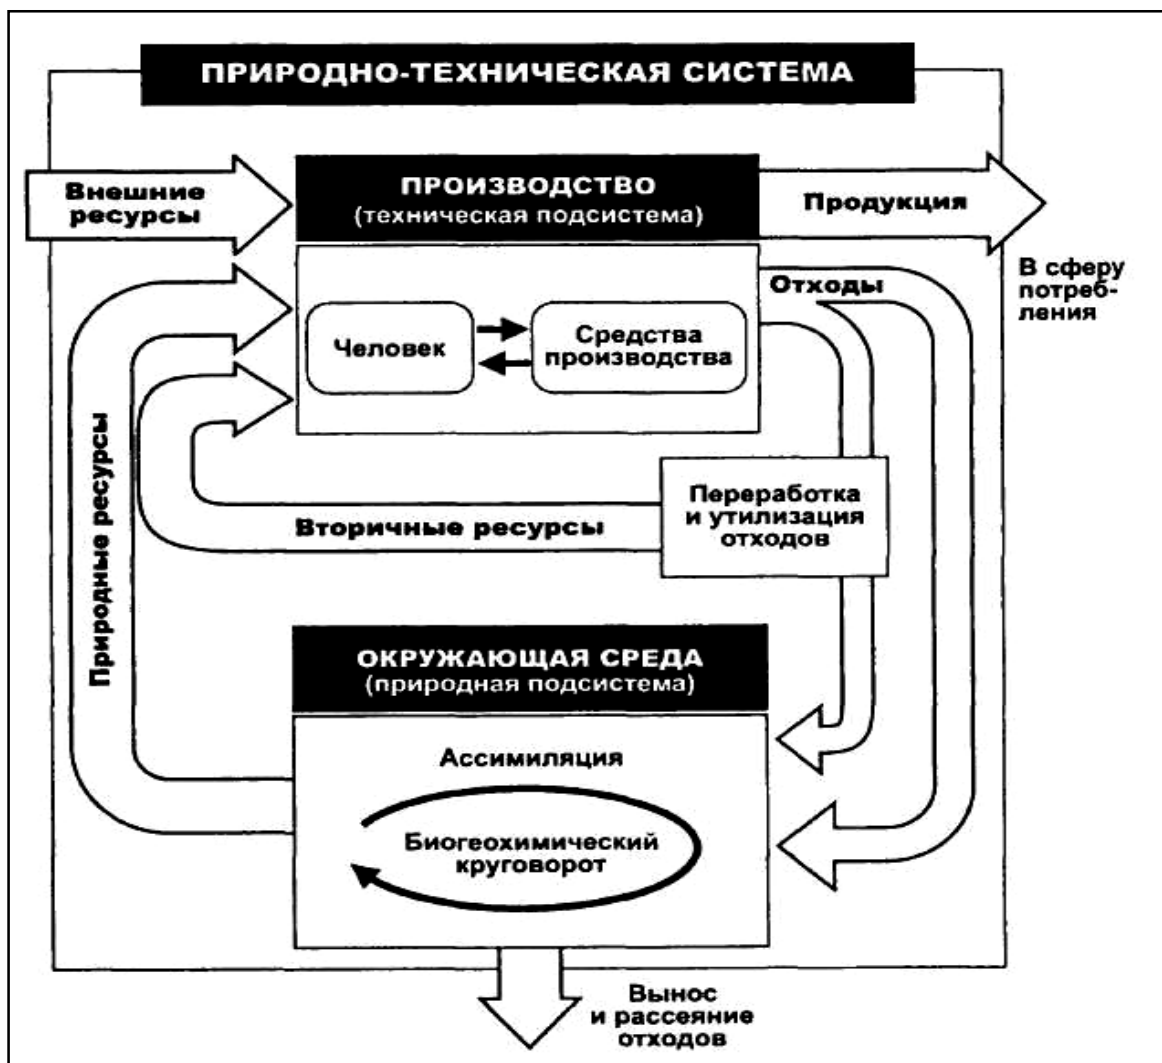 ПРИРОДНО-ТЕХНИЧЕСКАЯ СИСТЕМА
Внешние
ресурсы
ПРОИЗВОДСТВО
(техническая подсистема)
Продукция
В сферу
потреб-
ления
Отходы
Человек
Средства
производства
Природные ресурсы
Вторичные ресурсы
Переработка
и утилизация
отходов
ОКРУЖАЮЩАЯ СРЕДА
(природная подсистема)
Ассимиляция
Биогеохимический
круговорот
Вынос
и рассеяние
отходов